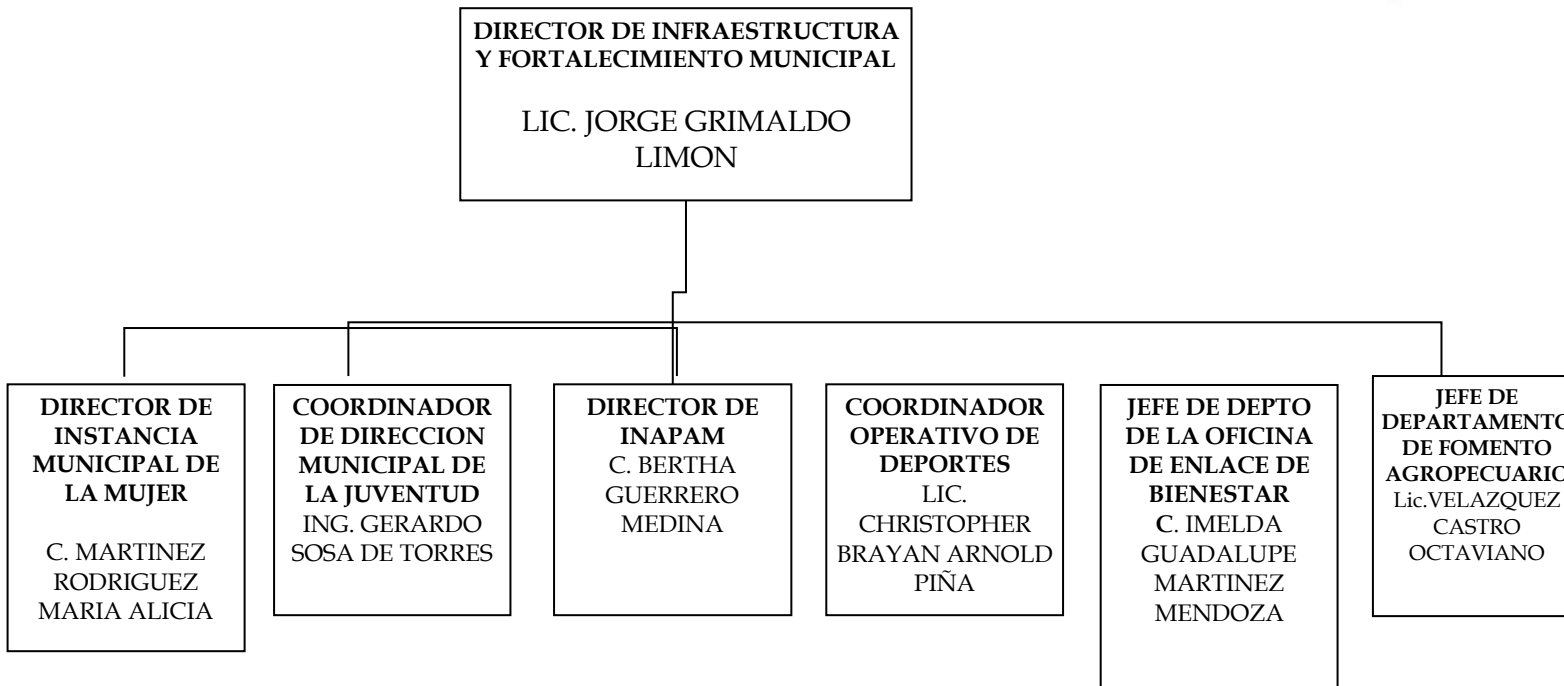 DIRECTOR DE INFRAESTRUCTURA
Y FORTALECIMIENTO MUNICIPAL
LIC. JORGE GRIMALDO
LIMON
DIRECTOR DE
INSTANCIA
MUNICIPAL DE
LA MUJER
C. MARTINEZ
RODRIGUEZ
MARIA ALICIA
COORDINADOR
DE DIRECCION
MUNICIPAL DE
LA JUVENTUD
ING. GERARDO
SOSA DE TORRES
DIRECTOR DE
INAPAM
C. BERTHA
GUERRERO
MEDINA
COORDINADOR
OPERATIVO DE
DEPORTES
LIC.
CHRISTOPHER
BRAYAN ARNOLD
PIÑA
JEFE DE DEPTO
DE LA OFICINA
DE ENLACE DE
BIENESTAR
C. IMELDA
GUADALUPE
MARTINEZ
MENDOZA
JEFE DE
DEPARTAMENTO
DE FOMENTO
AGROPECUARIO
Lic.VELAZQUEZ
CASTRO
OCTAVIANO